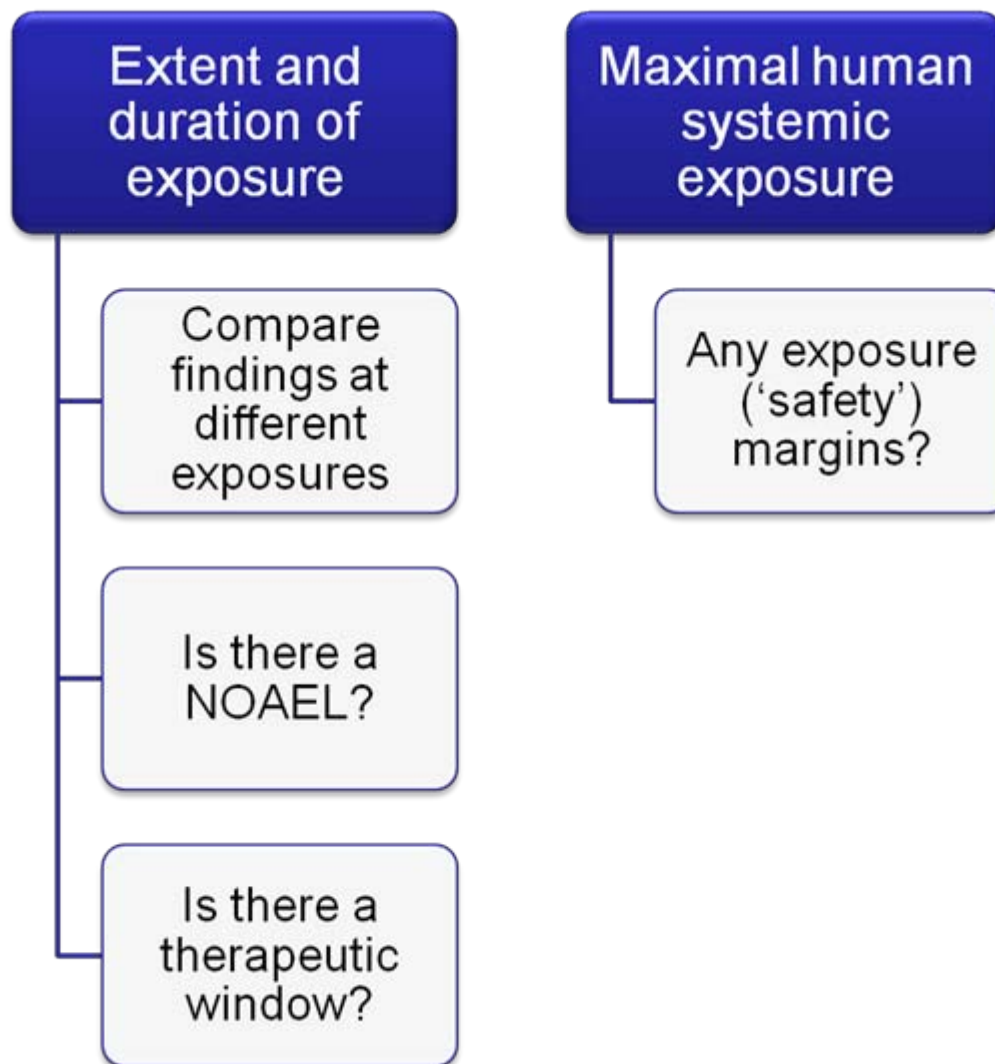 Extent and
duration of
exposure
Compare
findings at
different
exposures
Is there a
NOAEL?
Is there a
therapeutic
window?
Maximal human
systemic
exposure
Any exposure
(‘safety’)
margins?